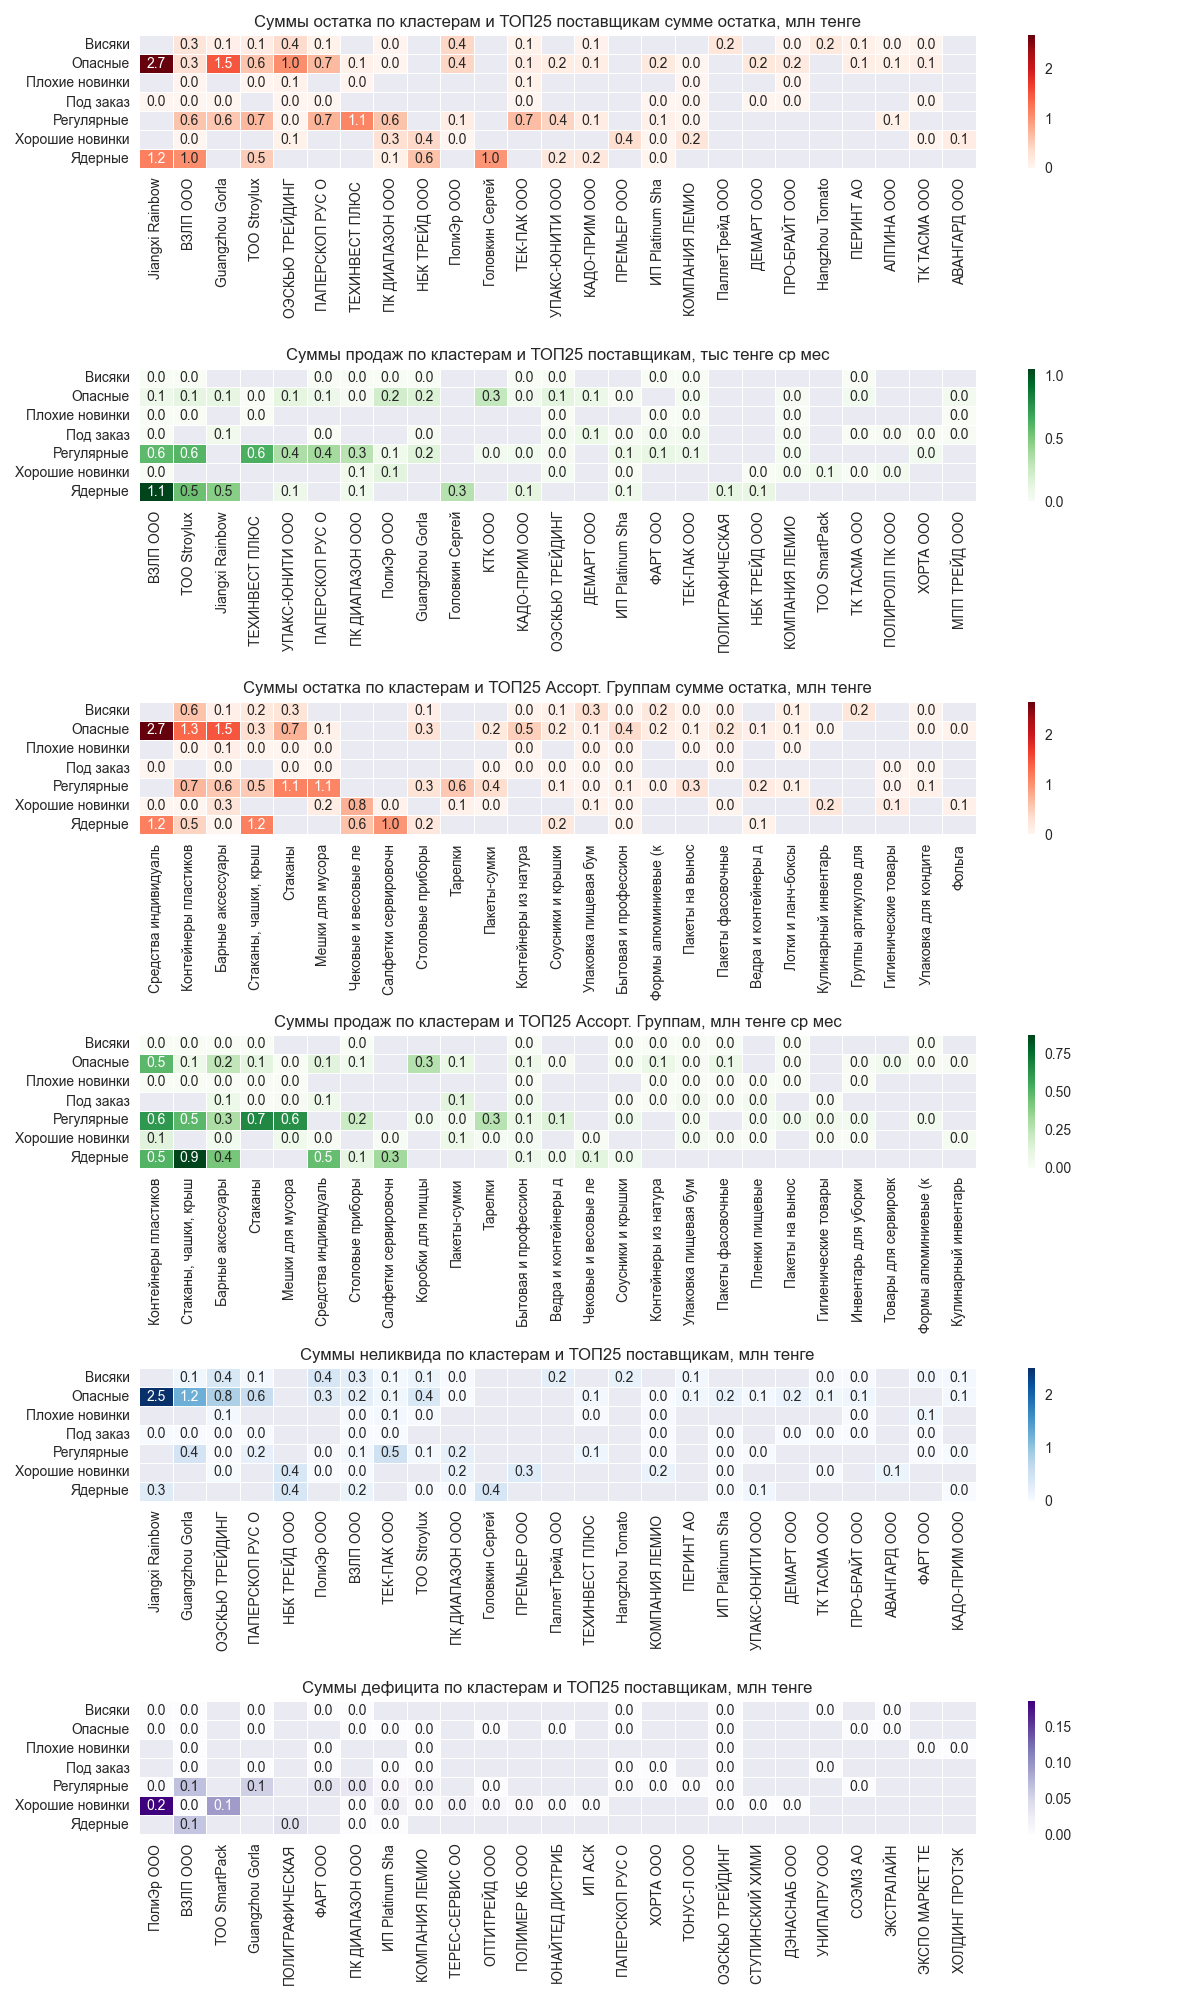 Суммы остатка по кластерам и ТОП25 поставщикам сумме остатка, млн тенге
Висяки 0.3 0.1 0.1 0.4 0.1 0.0 0.4 0.1 0.1 0.2 0.0 0.2 0.1 0.0 0.0
Опасные 2.7 0.3 1.5 0.6 1.0 0.7 0.1 0.0 0.4 0.1 0.2 0.1 0.2 0.0 0.2 0.2 0.1 0.1 0.1
Плохие новинки 0.0 0.0 0.1 0.0 0.1 0.0 0.0
Под заказ 0.0 0.0 0.0 0.0 0.0 0.0 0.0 0.0 0.0 0.0 0.0
Регулярные 0.6 0.6 0.7 0.0 0.7 1.1 0.6 0.1 0.7 0.4 0.1 0.1 0.0 0.1
Хорошие новинки 0.0 0.1 0.3 0.4 0.0 0.4 0.0 0.2 0.0 0.1
Ядерные 1.2 1.0 0.5 0.1 0.6 1.0 0.2 0.2 0.0
2
1
0
Jiangxi Rainbow
ВЗЛП ООО
Guangzhou Gorla
ТОО Stroylux
ОЭСКЬЮ ТРЕЙДИНГ
ПАПЕРСКОП РУС О
ТЕХИНВЕСТ ПЛЮС
ПК ДИАПАЗОН ООО
НБК ТРЕЙД ООО
ПолиЭр ООО
Головкин Сергей
ТЕК-ПАК ООО
УПАКС-ЮНИТИ ООО
КАДО-ПРИМ ООО
ПРЕМЬЕР ООО
ИП Platinum Sha
КОМПАНИЯ ЛЕМИО
ПаллетТрейд ООО
ДЕМАРТ ООО
ПРО-БРАЙТ ООО
Hangzhou Tomato
ПЕРИНТ АО
АЛПИНА ООО
ТК ТАСМА ООО
АВАНГАРД ООО
Суммы продаж по кластерам и ТОП25 поставщикам, тыс тенге ср мес
Висяки 0.0 0.0 0.0 0.0 0.0 0.0 0.0 0.0 0.0 0.0 0.0
Опасные 0.1 0.1 0.1 0.0 0.1 0.1 0.0 0.2 0.2 0.3 0.0 0.1 0.1 0.0 0.0 0.0 0.0 0.0
Плохие новинки 0.0 0.0 0.0 0.0 0.0 0.0 0.0 0.0
Под заказ 0.0 0.1 0.0 0.0 0.0 0.1 0.0 0.0 0.0 0.0 0.0 0.0 0.0 0.0
Регулярные 0.6 0.6 0.6 0.4 0.4 0.3 0.1 0.2 0.0 0.0 0.0 0.1 0.1 0.1 0.0 0.0
Хорошие новинки 0.0 0.1 0.1 0.0 0.0 0.0 0.0 0.1 0.0 0.0
Ядерные 1.1 0.5 0.5 0.1 0.1 0.3 0.1 0.1 0.1 0.1
1.0
0.5
0.0
ВЗЛП ООО
ТОО Stroylux
Jiangxi Rainbow
ТЕХИНВЕСТ ПЛЮС
УПАКС-ЮНИТИ ООО
ПАПЕРСКОП РУС О
ПК ДИАПАЗОН ООО
ПолиЭр ООО
Guangzhou Gorla
Головкин Сергей
КТК ООО
КАДО-ПРИМ ООО
ОЭСКЬЮ ТРЕЙДИНГ
ДЕМАРТ ООО
ИП Platinum Sha
ФАРТ ООО
ТЕК-ПАК ООО
ПОЛИГРАФИЧЕСКАЯ
НБК ТРЕЙД ООО
КОМПАНИЯ ЛЕМИО
ТОО SmartPack
ТК ТАСМА ООО
ПОЛИРОЛЛ ПК ООО
ХОРТА ООО
МПП ТРЕЙД ООО
Суммы остатка по кластерам и ТОП25 Ассорт. Группам сумме остатка, млн тенге
Висяки 0.6 0.1 0.2 0.3 0.1 0.0 0.3 0.0 0.2 0.0 0.0 0.1 0.2 0.0
Опасные 2.7 1.3 1.5 0.3 0.7 0.1 0.3 0.2 0.5 0.2 0.1 0.4 0.2 0.1 0.2 0.1 0.1 0.0 0.0 0.0
Плохие новинки 0.0 0.1 0.0 0.0 0.0 0.0 0.0 0.0 0.0 0.0
Под заказ 0.0 0.0 0.0 0.0 0.0 0.0 0.0 0.0 0.0 0.0 0.0 0.0
Регулярные 0.7 0.6 0.5 1.1 1.1 0.3 0.6 0.4 0.1 0.0 0.1 0.0 0.3 0.2 0.1 0.0 0.1
Хорошие новинки 0.0 0.0 0.3 0.2 0.8 0.0 0.1 0.0 0.1 0.0 0.0 0.2 0.1 0.1
Ядерные 1.2 0.5 0.0 1.2 0.6 1.0 0.2 0.2 0.0 0.1
2
1
0
Средства индивидуаль
Контейнеры пластиков
Барные аксессуары
Стаканы, чашки, крыш
Стаканы
Мешки для мусора
Чековые и весовые ле
Салфетки сервировочн
Столовые приборы
Тарелки
Пакеты-сумки
Контейнеры из натура
Соусники и крышки
Упаковка пищевая бум
Бытовая и профессион
Формы алюминиевые (к
Пакеты на вынос
Пакеты фасовочные
Ведра и контейнеры д
Лотки и ланч-боксы
Кулинарный инвентарь
Группы артикулов для
Гигиенические товары
Упаковка для кондите
Фольга
Суммы продаж по кластерам и ТОП25 Ассорт. Группам, млн тенге ср мес
Висяки 0.0 0.0 0.0 0.0 0.0 0.0 0.0 0.0 0.0 0.0 0.0
Опасные 0.5 0.1 0.2 0.1 0.0 0.1 0.1 0.3 0.1 0.1 0.0 0.0 0.1 0.0 0.1 0.0 0.0 0.0 0.0 0.0
Плохие новинки 0.0 0.0 0.0 0.0 0.0 0.0 0.0 0.0 0.0 0.0 0.0 0.0
Под заказ 0.1 0.0 0.0 0.1 0.1 0.0 0.0 0.0 0.0 0.0 0.0
Регулярные 0.6 0.5 0.3 0.7 0.6 0.2 0.0 0.0 0.3 0.1 0.1 0.0 0.0 0.0 0.0 0.0 0.0 0.0
Хорошие новинки 0.1 0.0 0.0 0.0 0.0 0.1 0.0 0.0 0.0 0.0 0.0 0.0 0.0 0.0 0.0
Ядерные 0.5 0.9 0.4 0.5 0.1 0.3 0.1 0.0 0.1 0.0
0.75
0.50
0.25
0.00
Контейнеры пластиков
Стаканы, чашки, крыш
Барные аксессуары
Стаканы
Мешки для мусора
Средства индивидуаль
Столовые приборы
Салфетки сервировочн
Коробки для пиццы
Пакеты-сумки
Тарелки
Бытовая и профессион
Ведра и контейнеры д
Чековые и весовые ле
Соусники и крышки
Контейнеры из натура
Упаковка пищевая бум
Пакеты фасовочные
Пленки пищевые
Пакеты на вынос
Гигиенические товары
Инвентарь для уборки
Товары для сервировк
Формы алюминиевые (к
Кулинарный инвентарь
Суммы неликвида по кластерам и ТОП25 поставщикам, млн тенге
Висяки 0.1 0.4 0.1 0.4 0.3 0.1 0.1 0.0 0.2 0.2 0.1 0.0 0.0 0.0 0.1
Опасные 2.5 1.2 0.8 0.6 0.3 0.2 0.1 0.4 0.0 0.1 0.0 0.1 0.2 0.1 0.2 0.1 0.1 0.1
Плохие новинки 0.1 0.0 0.1 0.0 0.0 0.0 0.0 0.1
Под заказ 0.0 0.0 0.0 0.0 0.0 0.0 0.0 0.0 0.0 0.0 0.0 0.0
Регулярные 0.4 0.0 0.2 0.0 0.1 0.5 0.1 0.2 0.1 0.0 0.0 0.0 0.0 0.0
Хорошие новинки 0.0 0.4 0.0 0.0 0.2 0.3 0.2 0.0 0.0 0.1
Ядерные 0.3 0.4 0.2 0.0 0.0 0.4 0.0 0.1 0.0
2
1
0
Jiangxi Rainbow
Guangzhou Gorla
ОЭСКЬЮ ТРЕЙДИНГ
ПАПЕРСКОП РУС О
НБК ТРЕЙД ООО
ПолиЭр ООО
ВЗЛП ООО
ТЕК-ПАК ООО
ТОО Stroylux
ПК ДИАПАЗОН ООО
Головкин Сергей
ПРЕМЬЕР ООО
ПаллетТрейд ООО
ТЕХИНВЕСТ ПЛЮС
Hangzhou Tomato
КОМПАНИЯ ЛЕМИО
ПЕРИНТ АО
ИП Platinum Sha
УПАКС-ЮНИТИ ООО
ДЕМАРТ ООО
ТК ТАСМА ООО
ПРО-БРАЙТ ООО
АВАНГАРД ООО
ФАРТ ООО
КАДО-ПРИМ ООО
Суммы дефицита по кластерам и ТОП25 поставщикам, млн тенге
Висяки 0.0 0.0 0.0 0.0 0.0 0.0 0.0 0.0 0.0
Опасные 0.0 0.0 0.0 0.0 0.0 0.0 0.0 0.0 0.0 0.0 0.0
Плохие новинки 0.0 0.0 0.0 0.0 0.0 0.0
Под заказ 0.0 0.0 0.0 0.0 0.0 0.0 0.0 0.0 0.0 0.0
Регулярные 0.0 0.1 0.1 0.0 0.0 0.0 0.0 0.0 0.0 0.0 0.0 0.0 0.0
Хорошие новинки 0.2 0.0 0.1 0.0 0.0 0.0 0.0 0.0 0.0 0.0 0.0 0.0 0.0 0.0
Ядерные 0.1 0.0 0.0 0.0
0.15
0.10
0.05
0.00
ПолиЭр ООО
ВЗЛП ООО
ТОО SmartPack
Guangzhou Gorla
ПОЛИГРАФИЧЕСКАЯ
ФАРТ ООО
ПК ДИАПАЗОН ООО
ИП Platinum Sha
КОМПАНИЯ ЛЕМИО
ТЕРЕС-СЕРВИС ОО
ОПТИТРЕЙД ООО
ПОЛИМЕР КБ ООО
ЮНАЙТЕД ДИСТРИБ
ИП АСК
ПАПЕРСКОП РУС О
ХОРТА ООО
ТОНУС-Л ООО
ОЭСКЬЮ ТРЕЙДИНГ
СТУПИНСКИЙ ХИМИ
ДЭНАСНАБ ООО
УНИПАПРУ ООО
СОЭМЗ АО
ЭКСТРАЛАЙН
ЭКСПО МАРКЕТ ТЕ
ХОЛДИНГ ПРОТЭК